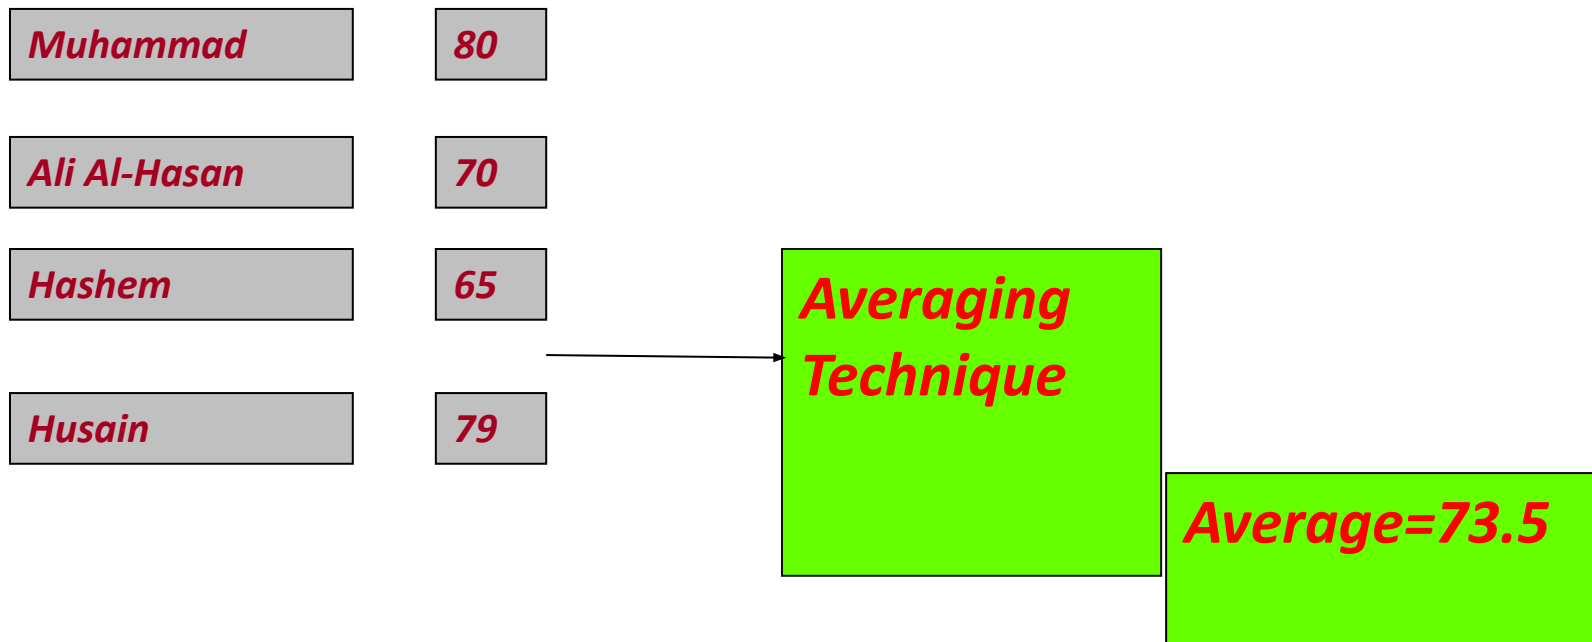 Muhammad 80
Ali Al-Hasan 70
Hashem 65
Averaging
Technique
Husain 79
Average=73.5